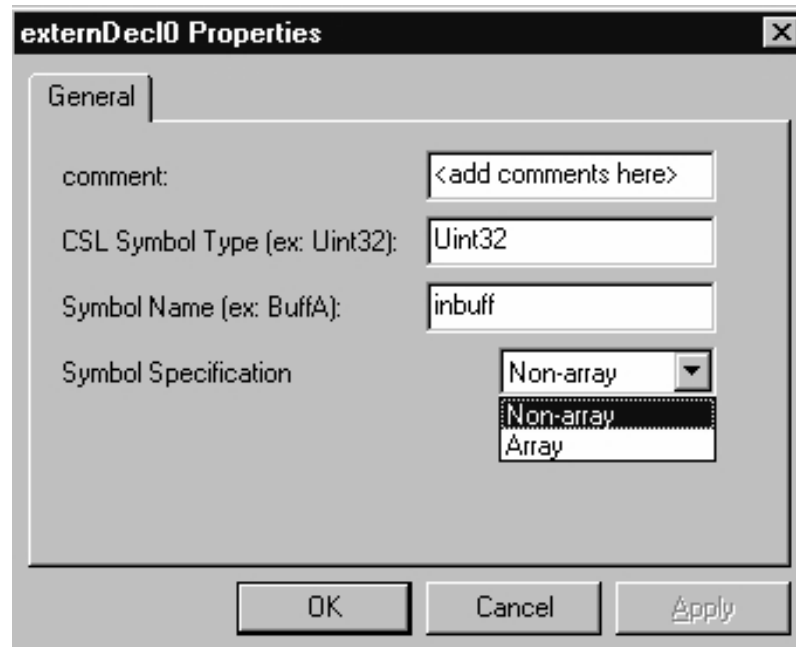 externDecl0 Properties
General
comment: <add comments here>
CSL Symbol Type (ex: Uint32): Uint32
Symbol Name (ex: BuffA): inbuff
Symbol Specification Non-array
Non-array
Array
OK Cancel Apply